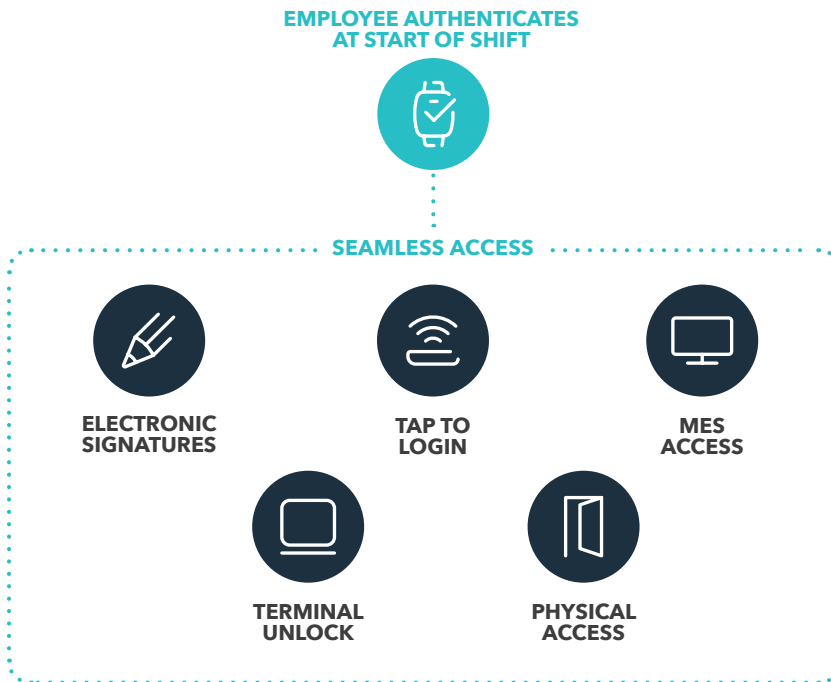 EMPLOYEE AUTHENTICATES
AT START OF SHIFT
SEAMLESS ACCESS
ELECTRONIC
SIGNATURES
TAP TO
LOGIN
MES
ACCESS
TERMINAL
UNLOCK
PHYSICAL
ACCESS